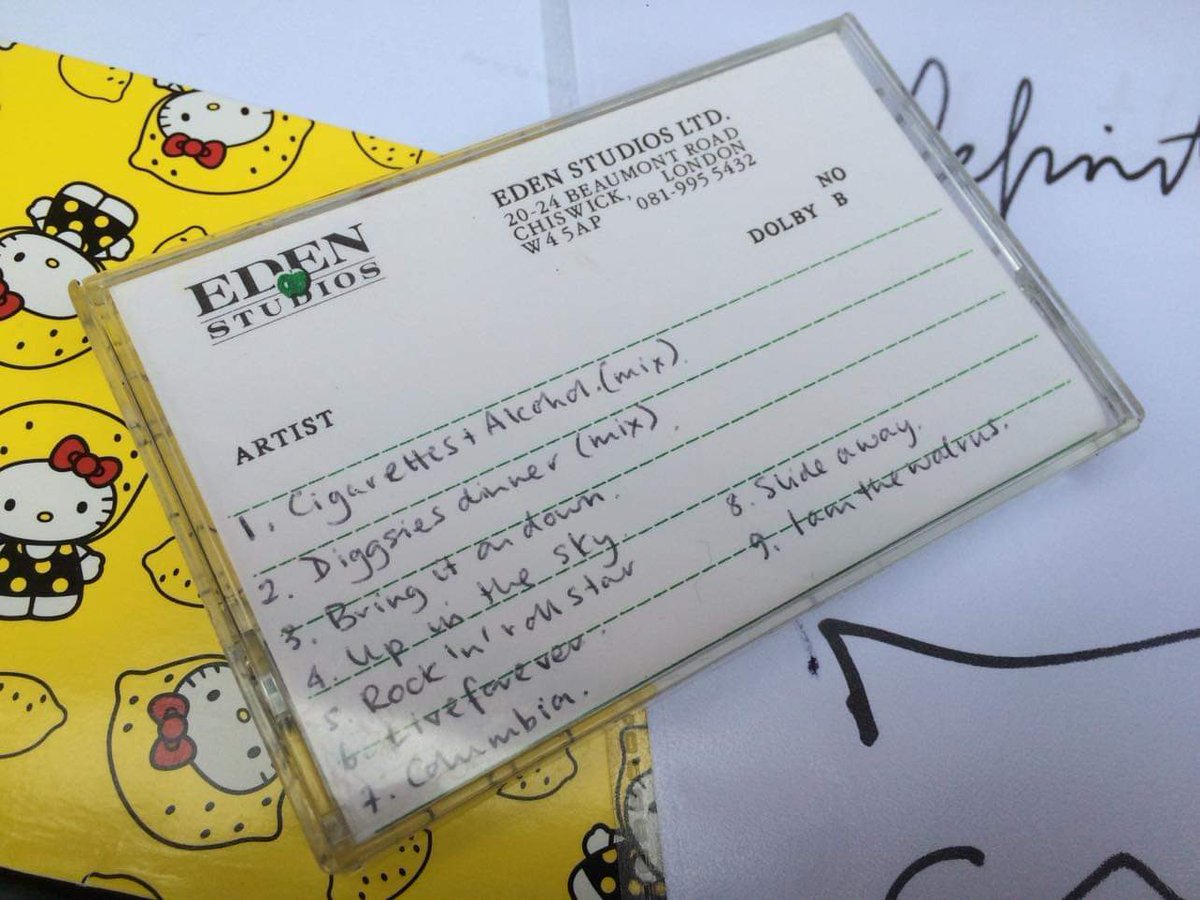 EDEN
STUDIOS
EDEN STUDIOS LTD.
20-24 BEAUMONT ROAD
CHISWICK, LONDON
W4 5AP 081-995 5432
NO
DOLBY B
ARTIST
1. Cigarettes + Alcohol. (mix).
2. Diggsies dinner (mix).
3. Bring it on down.
4. Up in the sky.
5. Rock 'n' roll star
6. Live forever.
7. Columbia.
8. Slide away.
9. I am the walrus.
Definit